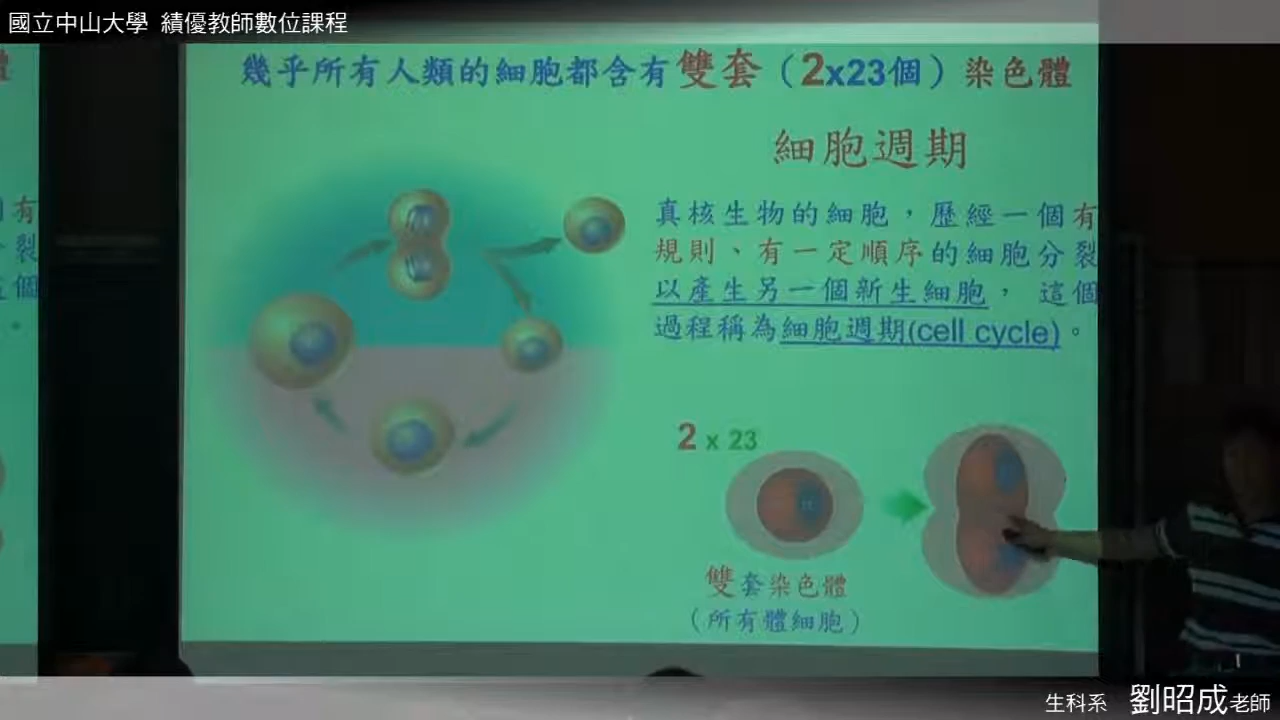 國立中山大學 績優教師數位課程
幾乎所有人類的細胞都含有雙套（2x23個）染色體
細胞週期
真核生物的細胞，歷經一個有
規則、有一定順序的細胞分裂
以產生另一個新生細胞， 這個
過程稱為細胞週期(cell cycle)。
2 x 23
雙套染色體
（所有體細胞）
體
有
裂
個
。
生科系 劉昭成老師